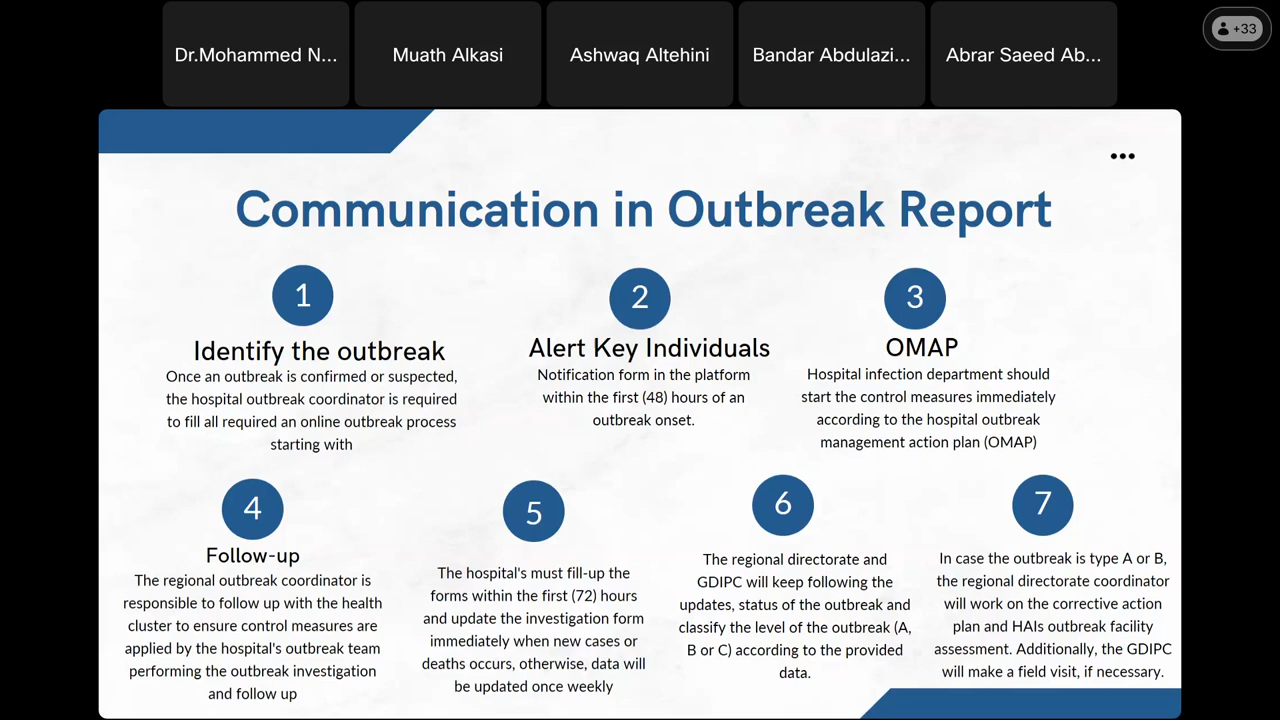 Dr.Mohammed N...
Muath Alkasi
Ashwaq Altehini
Bandar Abdulazi...
Abrar Saeed Ab...
+33
Communication in Outbreak Report
1
Identify the outbreak
Once an outbreak is confirmed or suspected,
the hospital outbreak coordinator is required
to fill all required an online outbreak process
starting with
2
Alert Key Individuals
Notification form in the platform
within the first (48) hours of an
outbreak onset.
3
OMAP
Hospital infection department should
start the control measures immediately
according to the hospital outbreak
management action plan (OMAP)
4
Follow-up
The regional outbreak coordinator is
responsible to follow up with the health
cluster to ensure control measures are
applied by the hospital's outbreak team
performing the outbreak investigation
and follow up
5
The hospital's must fill-up the
forms within the first (72) hours
and update the investigation form
immediately when new cases or
deaths occurs, otherwise, data will
be updated once weekly
6
The regional directorate and
GDIPC will keep following the
updates, status of the outbreak and
classify the level of the outbreak (A,
B or C) according to the provided
data.
7
In case the outbreak is type A or B,
the regional directorate coordinator
will work on the corrective action
plan and HAIs outbreak facility
assessment. Additionally, the GDIPC
will make a field visit, if necessary.